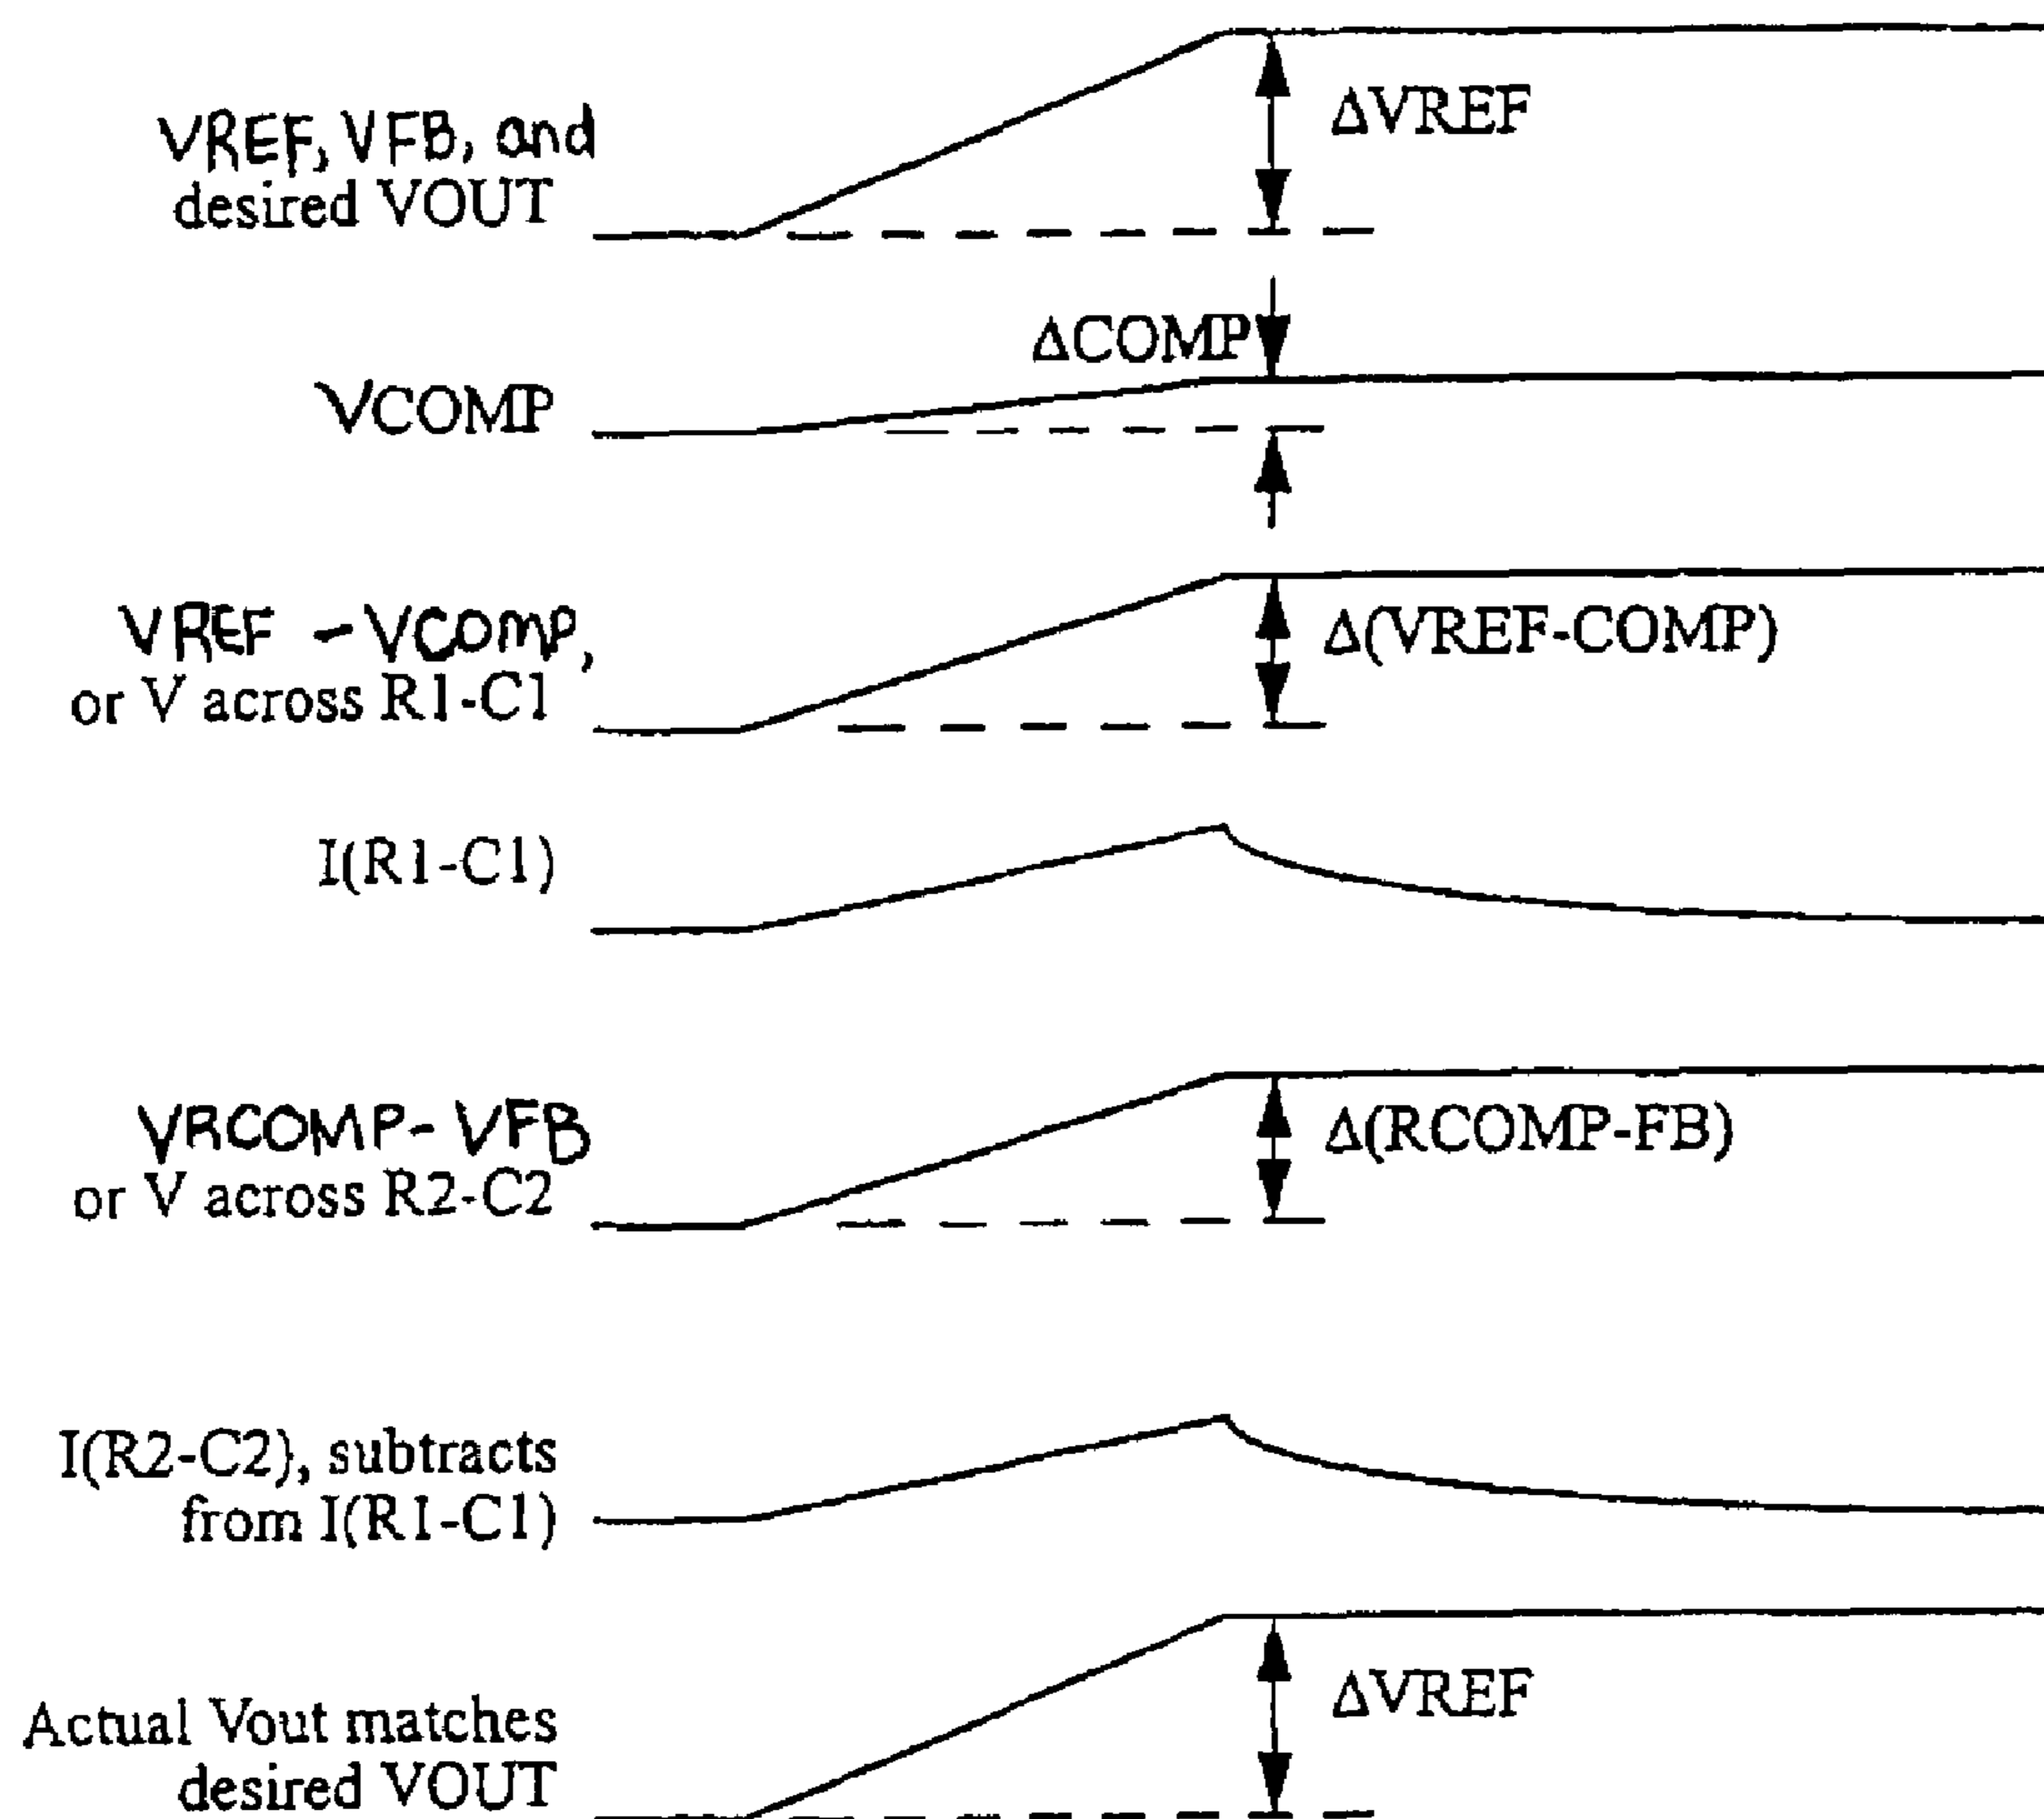 VREF, VFB, and
desired VOUT
ΔVREF
ΔCOMP
VCOMP
VREF - VComp,
or V across R1-C1
Δ(VREF-COMP)
I(R1-C1)
VRCOMP- VFB
or V across R2-C2
Δ(RCOMP-FB)
I(R2-C2), subtracts
from I(R1-C1)
Actual Vout matches
desired VOUT
ΔVREF